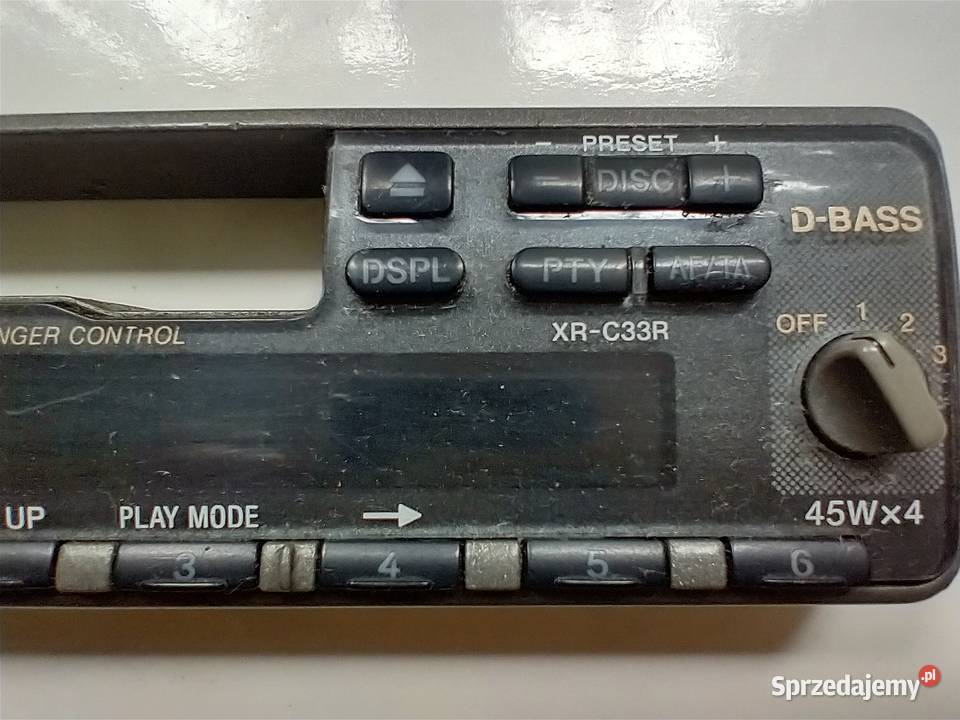 - PRESET +
- DISC +
D-BASS
DSPL PTY AF/TA
NGER CONTROL
XR-C33R
OFF 1 2 3
UP PLAY MODE
45W×4
3 4 5 6
Sprzedajemy.pl